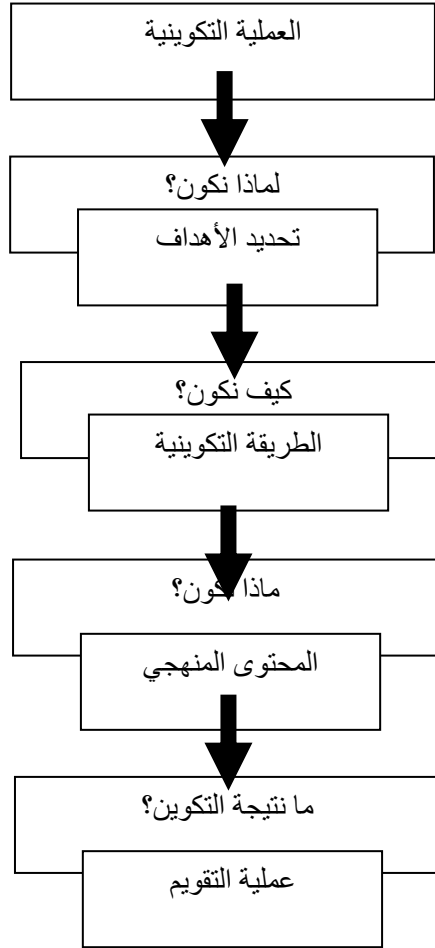 العملية التكوينية
لماذا نكون؟
تحديد الأهداف
كيف نكون؟
الطريقة التكوينية
ماذا نكون؟
المحتوى المنهجي
ما نتيجة التكوين؟
عملية التقويم